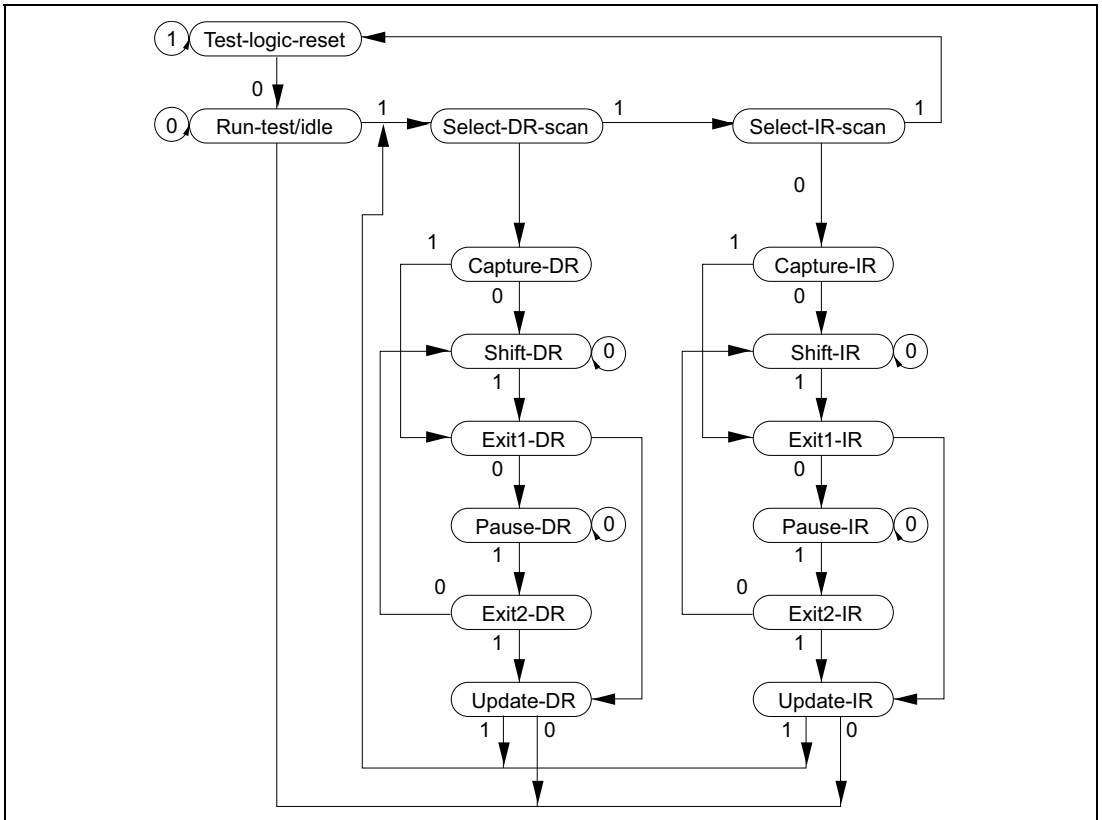 1 Test-logic-reset
0
0 Run-test/idle 1 Select-DR-scan 1 Select-IR-scan 1
0
1 Capture-DR 1 Capture-IR
0 0
Shift-DR 0 Shift-IR 0
1 1
Exit1-DR Exit1-IR
0 0
Pause-DR 0 Pause-IR 0
1 1
0 Exit2-DR 0 Exit2-IR
1 1
Update-DR Update-IR
1 0 1 0